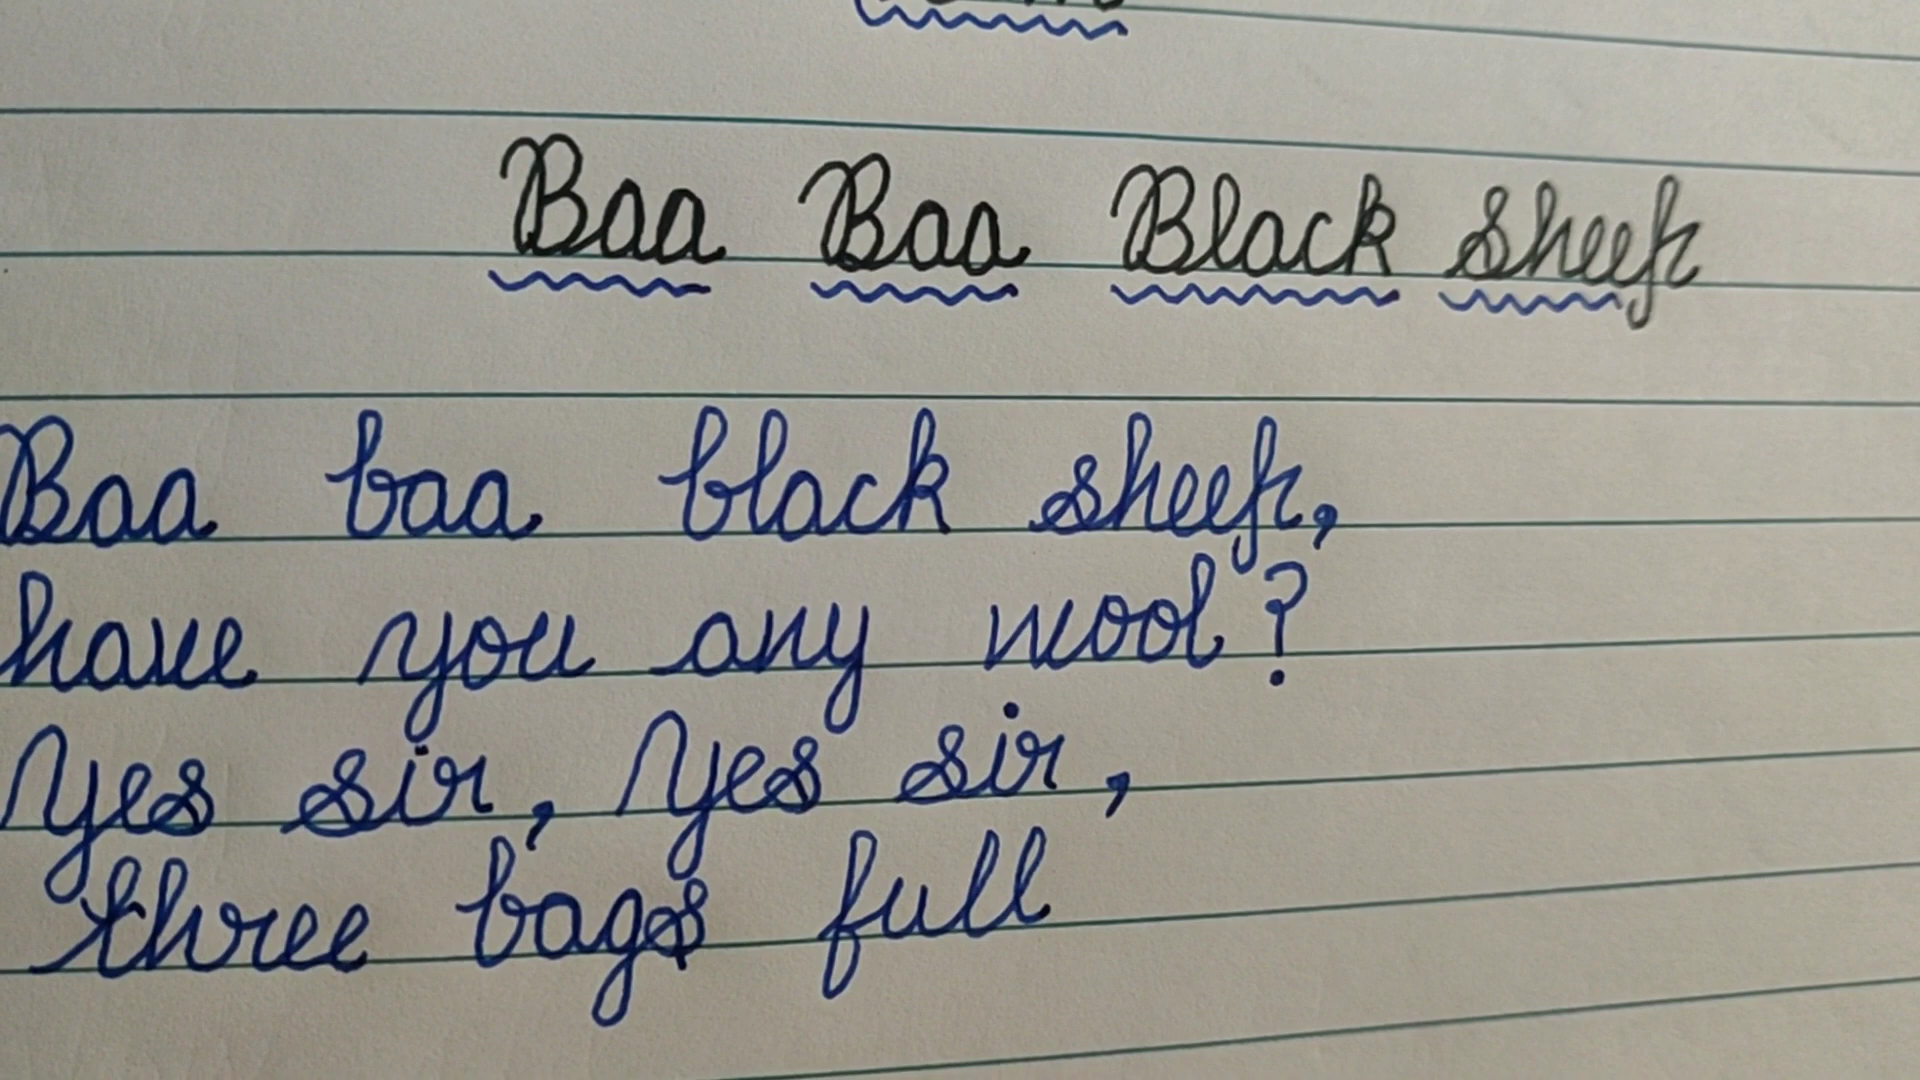 Baa Baa Black sheep
Baa baa black sheep,
have you any wool?
Yes sir, Yes sir,
three bags full